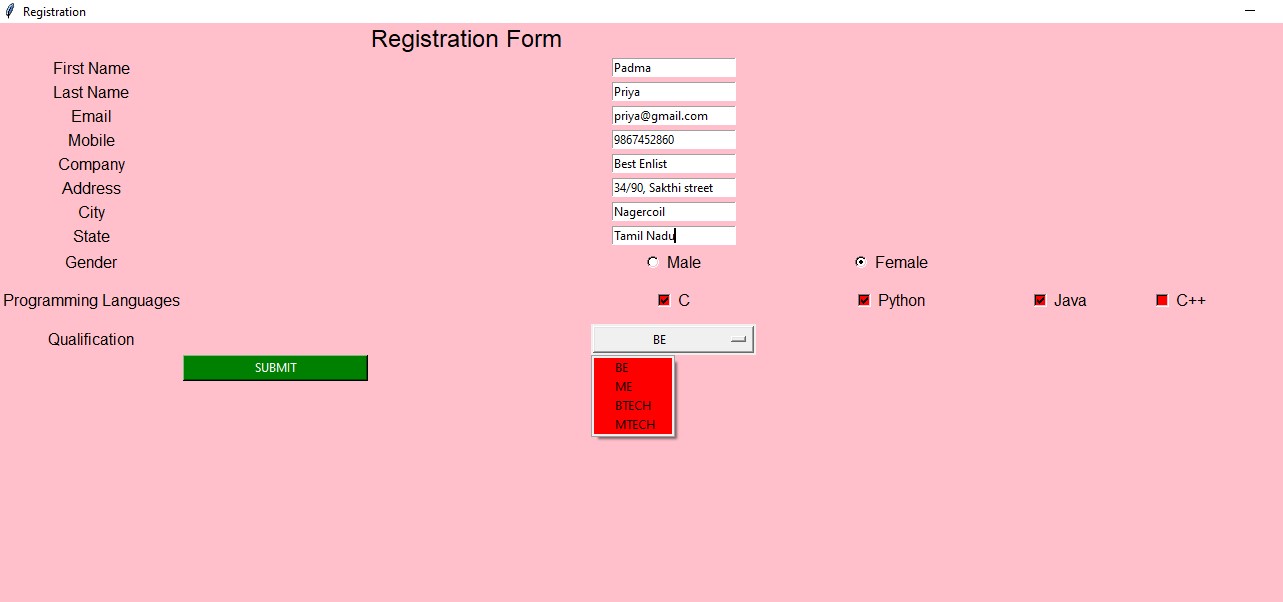 Registration
Registration Form
First Name Padma
Last Name Priya
Email priya@gmail.com
Mobile 9867452860
Company Best Enlist
Address 34/90, Sakthi street
City Nagercoil
State Tamil Nadu
Gender Male Female
Programming Languages C Python Java C++
Qualification BE
SUBMIT BE
ME
BTECH
MTECH